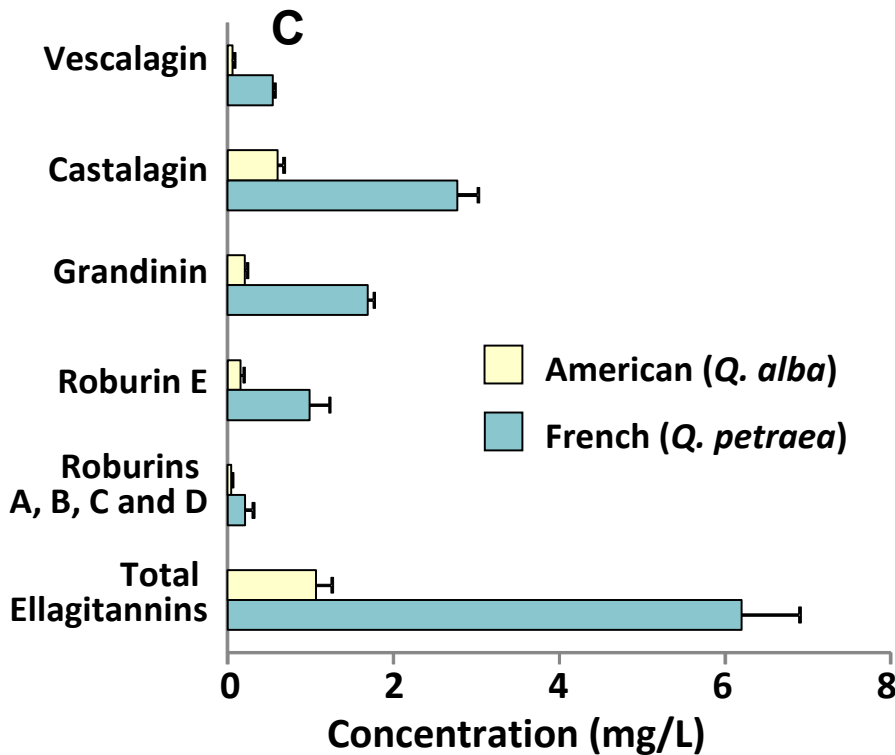 C
Vescalagin
Castalagin
Grandinin
Roburin E
Roburins
A, B, C and D
Total
Ellagitannins
American (Q. alba)
French (Q. petraea)
0 2 4 6 8
Concentration (mg/L)